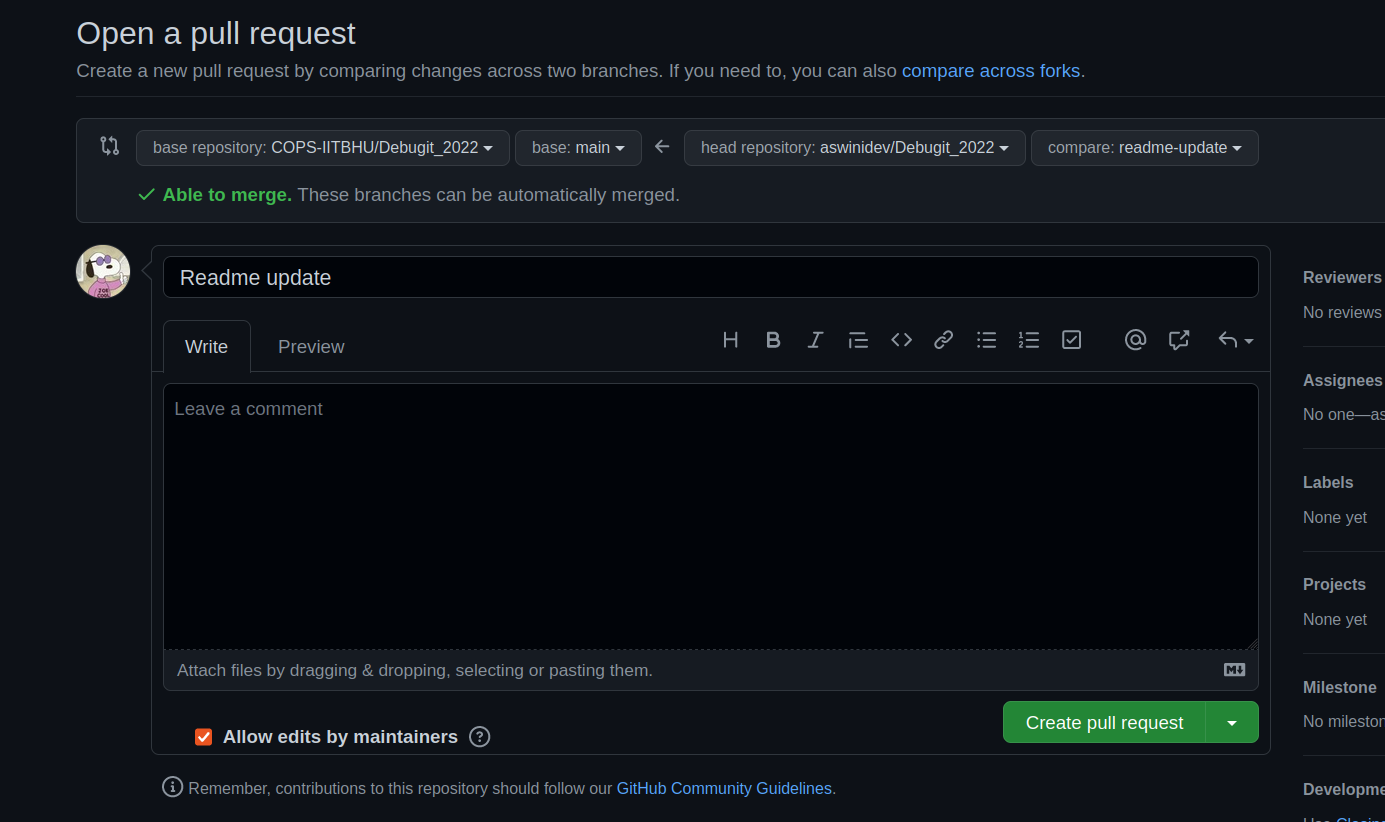 Open a pull request
Create a new pull request by comparing changes across two branches. If you need to, you can also compare across forks.
base repository: COPS-IITBHU/Debugit_2022 base: main head repository: aswinidev/Debugit_2022 compare: readme-update
Able to merge. These branches can be automatically merged.
Readme update
Write Preview
Leave a comment
Attach files by dragging & dropping, selecting or pasting them.
Allow edits by maintainers
Create pull request
Remember, contributions to this repository should follow our GitHub Community Guidelines.
Reviewers
No reviews
Assignees
No one—as
Labels
None yet
Projects
None yet
Milestone
No mileston
Developme